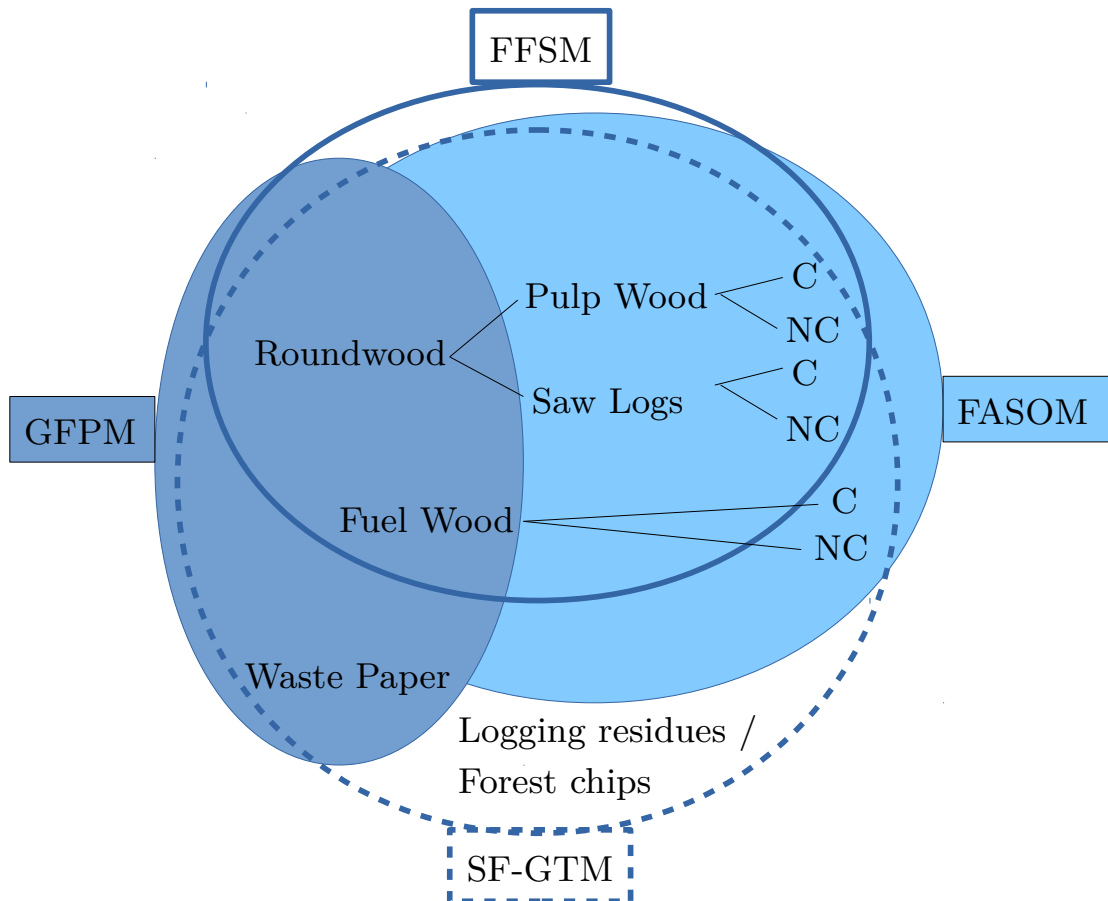 FFSM
C
Pulp Wood
NC
Roundwood
C
Saw Logs
NC
GFPM
FASOM
C
Fuel Wood
NC
Waste Paper
Logging residues /
Forest chips
SF-GTM